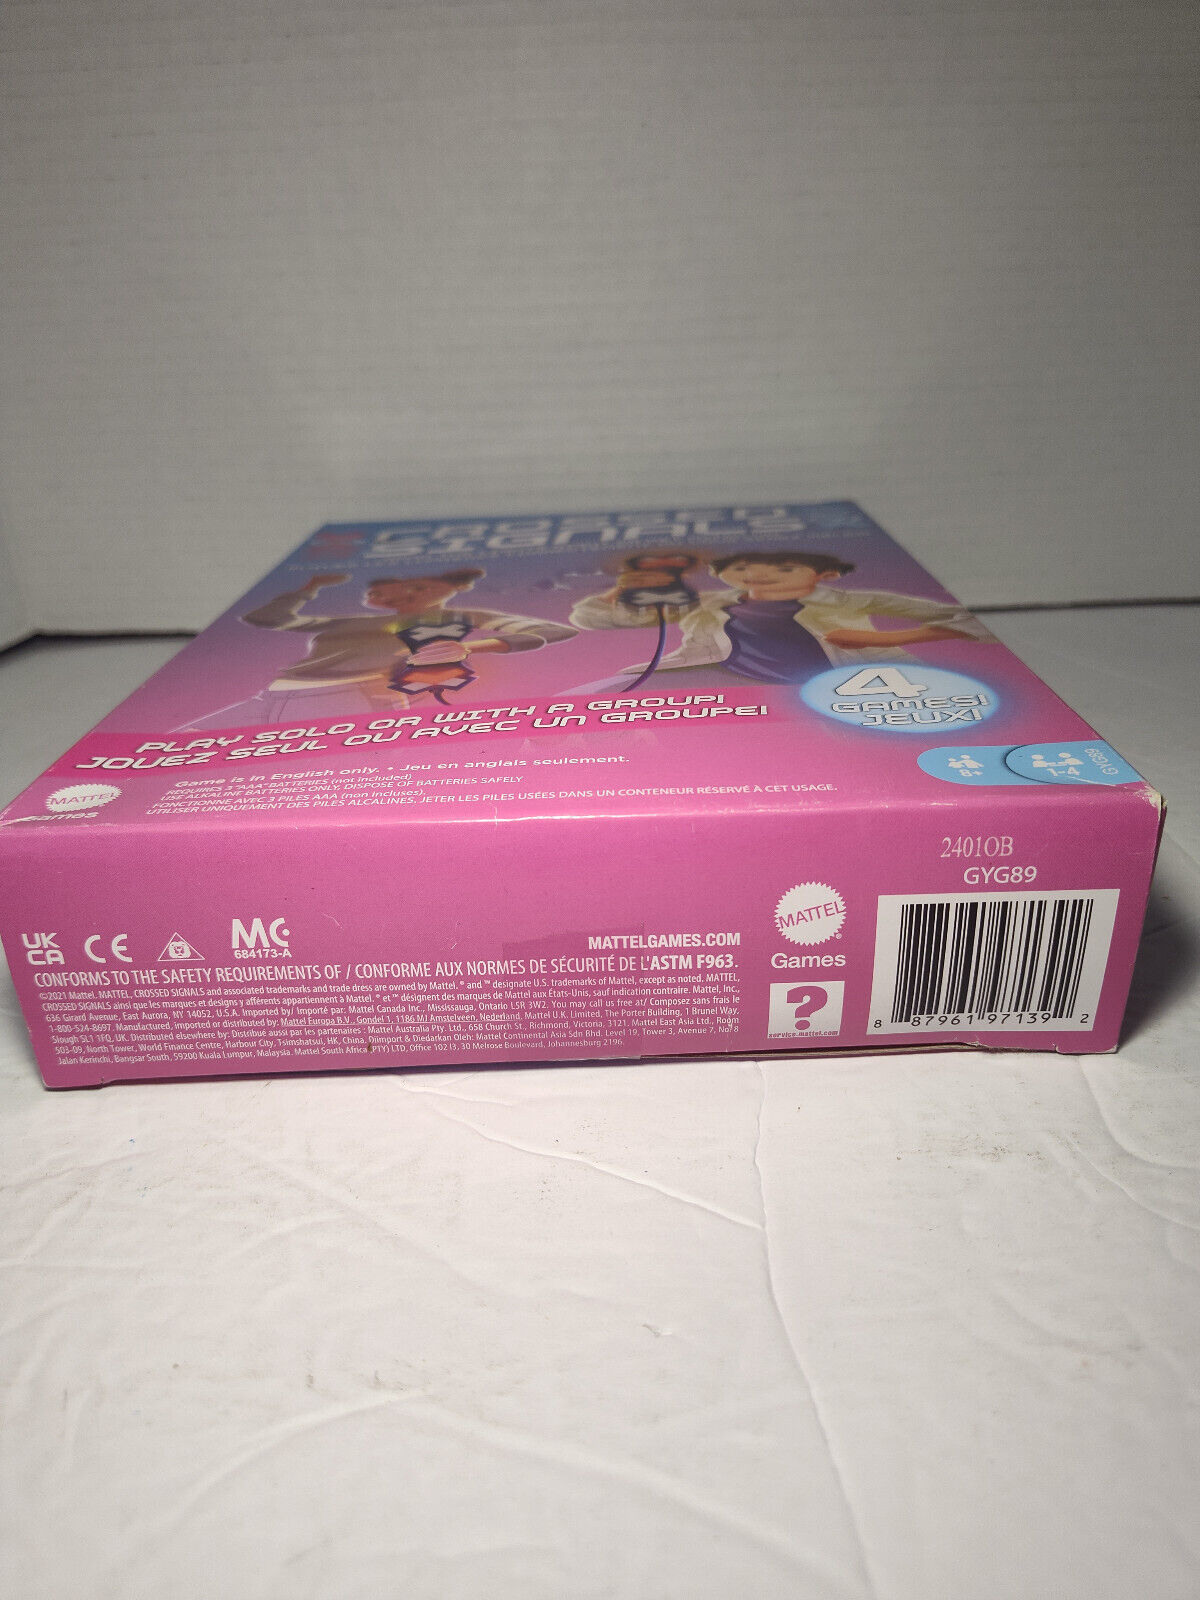 CROSSED
SIGNALS
4
GAMES!
JEUX!
PLAY SOLO OR WITH A GROUP!
JOUEZ SEUL OU AVEC UN GROUPE!
8+
1-4
GYG89
Game is in English only. • Jeu en anglais seulement.
REQUIRES 3 "AAA" BATTERIES (not included)
USE ALKALINE BATTERIES ONLY. DISPOSE OF BATTERIES SAFELY
FONCTIONNE AVEC 3 PILES AAA (non incluses).
UTILISER UNIQUEMENT DES PILES ALCALINES. JETER LES PILES USÉES DANS UN CONTENEUR RÉSERVÉ À CET USAGE.
MATTEL
Games
2401OB
GYG89
UK
CA
CE
MC
684173-A
MATTELGAMES.COM
MATTEL
Games
CONFORMS TO THE SAFETY REQUIREMENTS OF / CONFORME AUX NORMES DE SÉCURITÉ DE L'ASTM F963.
©2021 Mattel. MATTEL, CROSSED SIGNALS and associated trademarks and trade dress are owned by Mattel. ® and ™ designate U.S. trademarks of Mattel, except as noted. MATTEL,
CROSSED SIGNALS ainsi que les marques et designs y afférents appartiennent à Mattel. ® et ™ désignent des marques de Mattel aux États-Unis, sauf indication contraire. Mattel, Inc.,
636 Girard Avenue, East Aurora, NY 14052, U.S.A. Imported by/ Importé par: Mattel Canada Inc., Mississauga, Ontario L5R 3W2. You may call us free at/ Composez sans frais le
1-800-524-8697. Manufactured, imported or distributed by: Mattel Europa B.V., Gondel 1, 1186 MJ Amstelveen, Nederland. Mattel U.K. Limited, The Porter Building, 1 Brunel Way,
Slough SL1 1FQ, UK. Distributed elsewhere by: Distribué aussi par les partenaires : Mattel Australia Pty. Ltd., 658 Church St., Richmond, Victoria, 3121. Mattel East Asia Ltd., Room
503-09, North Tower, World Finance Centre, Harbour City, Tsimshatsui, HK, China. Diimport & Diedarkan Oleh: Mattel Continental Asia Sdn Bhd. Level 19, Tower 3, Avenue 7, No. 8
Jalan Kerinchi, Bangsar South, 59200 Kuala Lumpur, Malaysia. Mattel South Africa (PTY) LTD, Office 102 I3, 30 Melrose Boulevard, Johannesburg 2196.
?
service.mattel.com
8 87961 97139 2